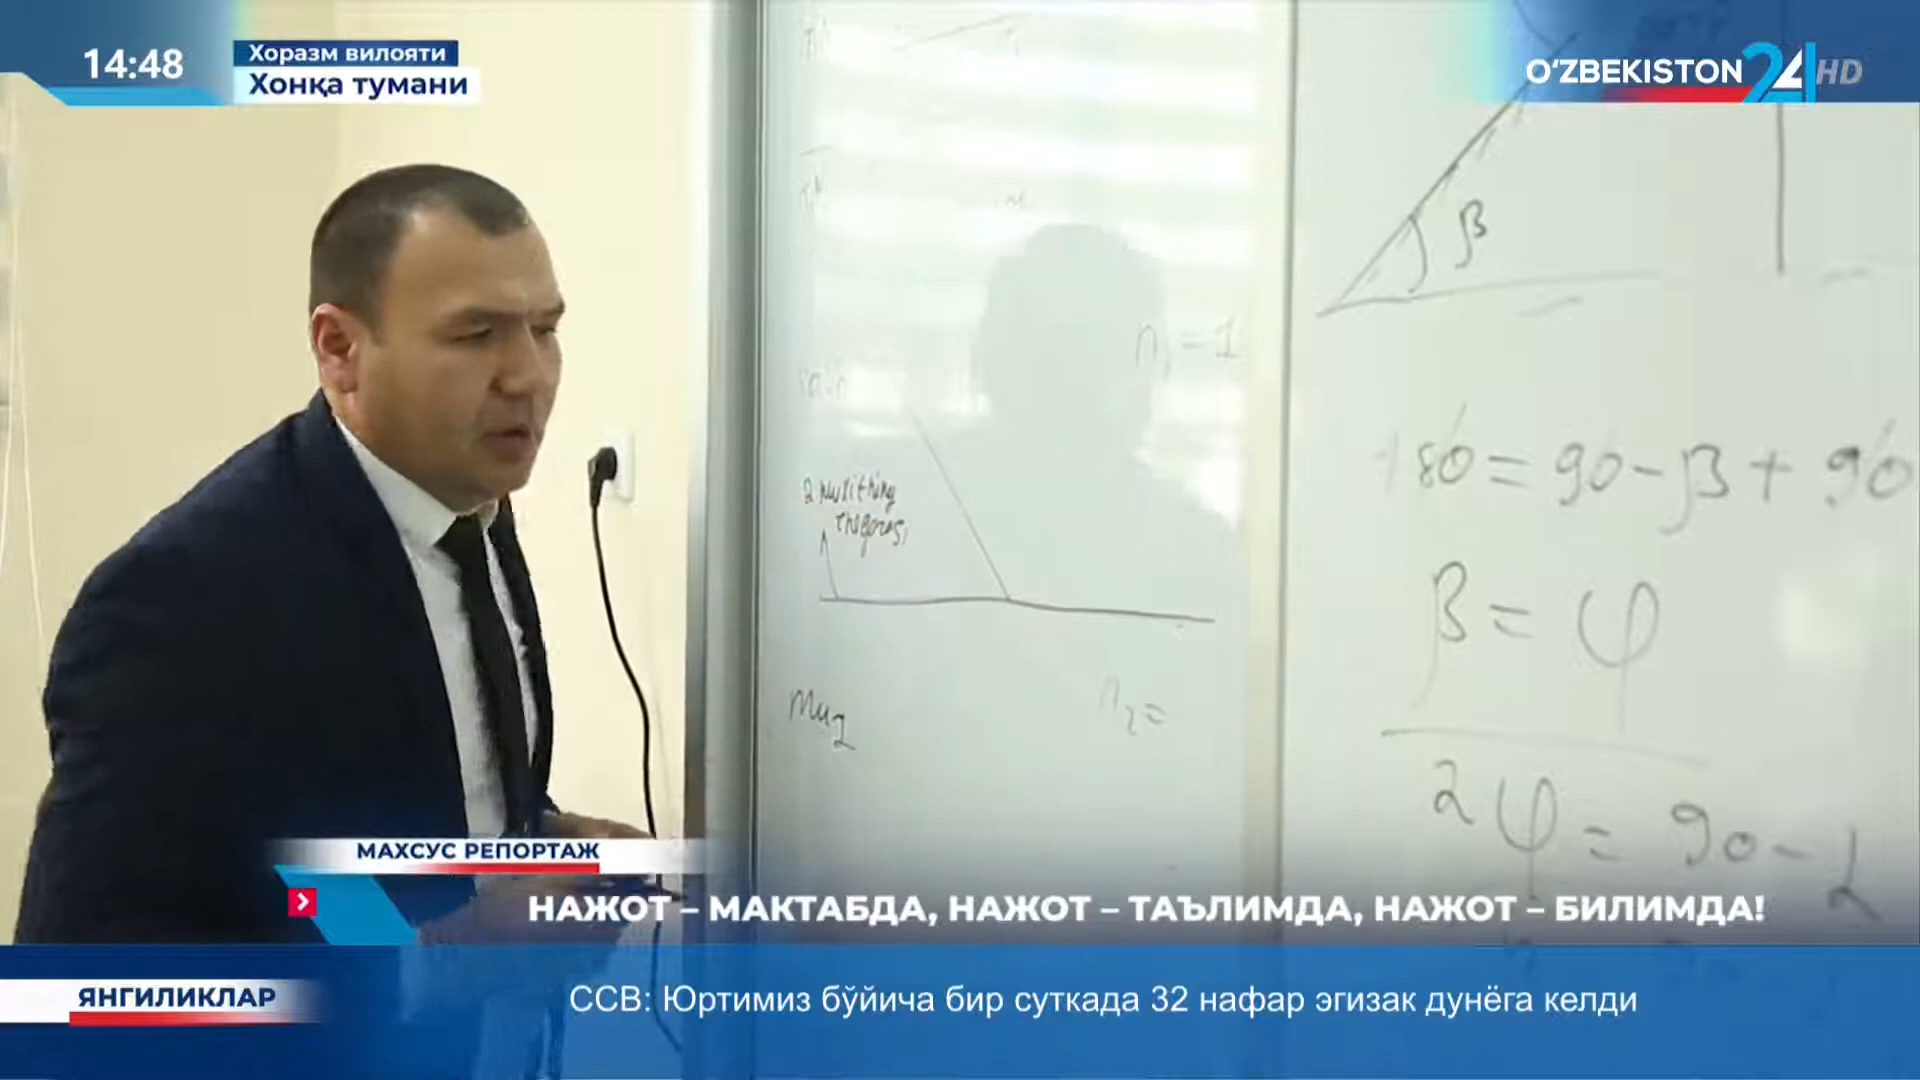 14:48
Хоразм вилояти
Хонқа тумани
O‘ZBEKISTON 24 HD
β
n₁ = 1
180 = 90 - β + 90
β = φ
n₂ =
2φ = 90 -
МАХСУС РЕПОРТАЖ
НАЖОТ – МАКТАБДА, НАЖОТ – ТАЪЛИМДА, НАЖОТ – БИЛИМДА!
ЯНГИЛИКЛАР
ССВ: Юртимиз бўйича бир суткада 32 нафар эгизак дунёга келди